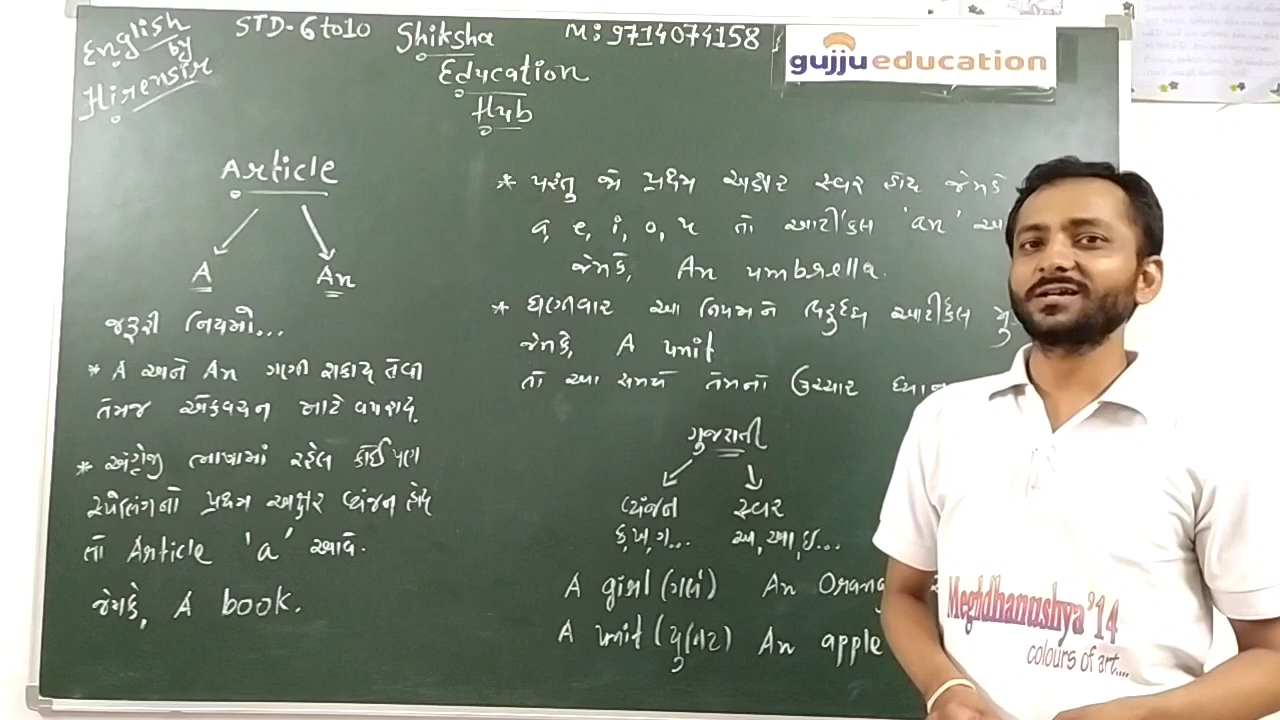 English
by
Hirensir
STD-6 to 10
Shiksha
Education
Hub
M: 9714074158
gujjueducation
Article
A An
જરૂરી નિયમો...
* A અને An ગણી શકાય તેવી
તેમજ એકવચન માટે વપરાય.
* અંગ્રેજી ભાષામાં રહેલ કોઈ પણ
સ્પેલિંગનો પ્રથમ અક્ષર વ્યંજન હોય
તો Article 'a' આવે.
જેમકે, A book.
* પરંતુ જો પ્રથમ અક્ષર સ્વર હોય જેમકે
a, e, i, o, u તો આર્ટીકલ 'an'
જેમકે, An umbrella.
* ઘણીવાર આ નિયમને વિરૂદ્ધ આર્ટીકલ
જેમકે, A unit
તો આ સમયે તેમનો ઉચ્ચાર
ગુજરાતી
વ્યંજન સ્વર
ક, ખ, ગ... અ, આ, ઇ...
A girl (ગર્લ) An
A unit (યુનિટ) An apple
Meghdhanushya'14
colours of art....